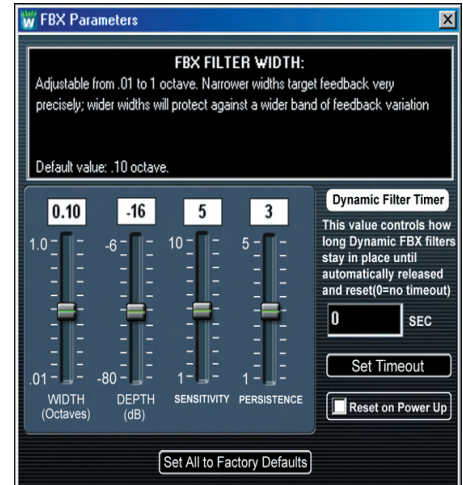 W FBX Parameters X
FBX FILTER WIDTH:
Adjustable from .01 to 1 octave. Narrower widths target feedback very
precisely; wider widths will protect against a wider band of feedback variation
Default value: .10 octave.
0.10 -16 5 3
1.0 -6 10 5
.01 -80 1 1
WIDTH (Octaves)
DEPTH (dB)
SENSITIVITY
PERSISTENCE
Dynamic Filter Timer
This value controls how
long Dynamic FBX filters
stay in place until
automatically released
and reset(0=no timeout)
0 SEC
Set Timeout
Reset on Power Up
Set All to Factory Defaults